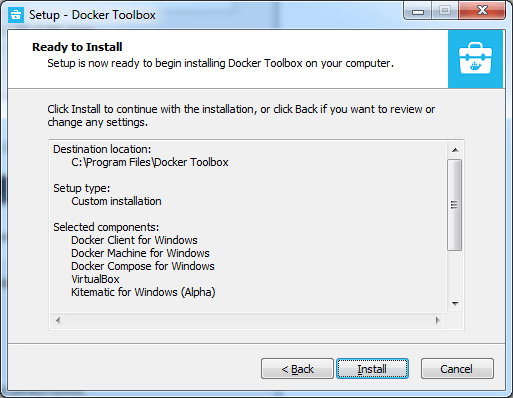 Setup - Docker Toolbox
Ready to Install
Setup is now ready to begin installing Docker Toolbox on your computer.
Click Install to continue with the installation, or click Back if you want to review or
change any settings.
Destination location:
C:\Program Files\Docker Toolbox
Setup type:
Custom installation
Selected components:
Docker Client for Windows
Docker Machine for Windows
Docker Compose for Windows
VirtualBox
Kitematic for Windows (Alpha)
< Back
Install
Cancel